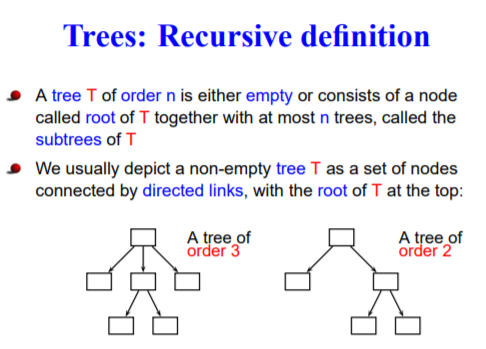 Trees: Recursive definition
A tree T of order n is either empty or consists of a node
called root of T together with at most n trees, called the
subtrees of T
We usually depict a non-empty tree T as a set of nodes
connected by directed links, with the root of T at the top:
A tree of
order 3
A tree of
order 2